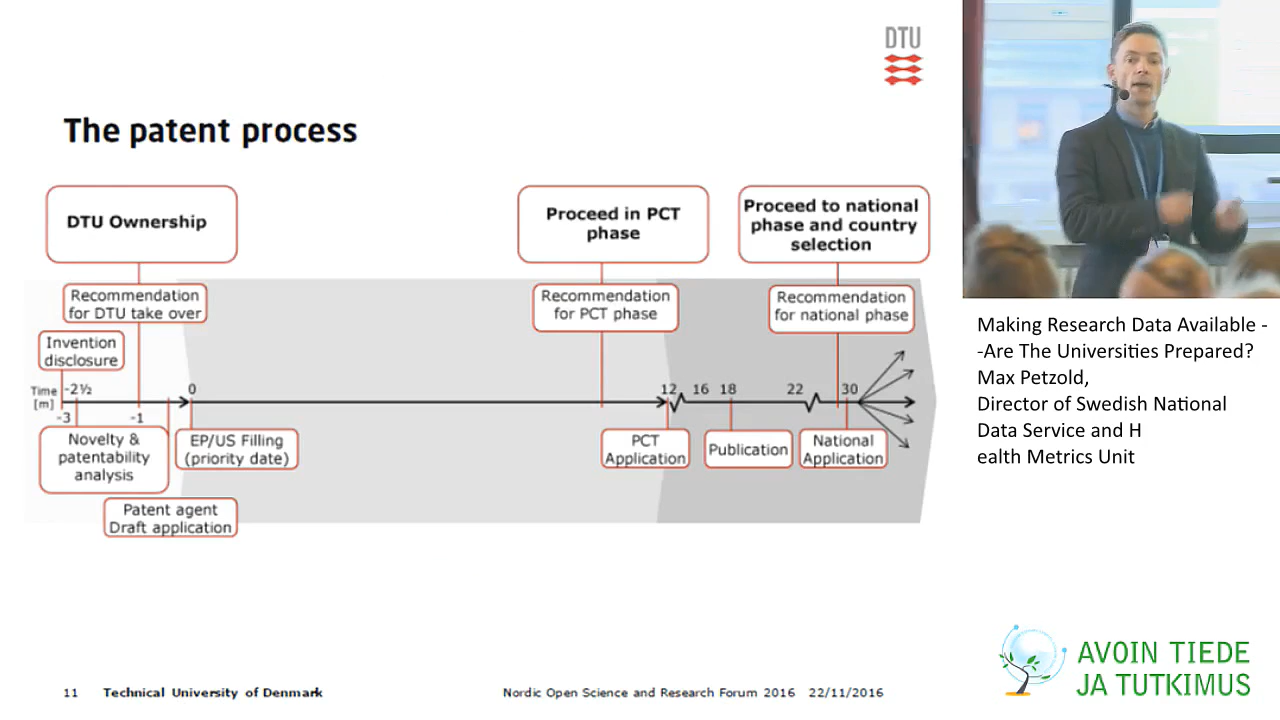 DTU
The patent process
DTU Ownership
Proceed in PCT
phase
Proceed to national
phase and country
selection
Recommendation
for DTU take over
Recommendation
for PCT phase
Recommendation
for national phase
Invention
disclosure
Time
[m]
-2½
0
12
16
18
22
30
-3
-1
Novelty &
patentability
analysis
EP/US Filling
(priority date)
PCT
Application
Publication
National
Application
Patent agent
Draft application
11
Technical University of Denmark
Nordic Open Science and Research Forum 2016
22/11/2016
Making Research Data Available -
-Are The Universities Prepared?
Max Petzold,
Director of Swedish National
Data Service and H
ealth Metrics Unit
AVOIN TIEDE
JA TUTKIMUS